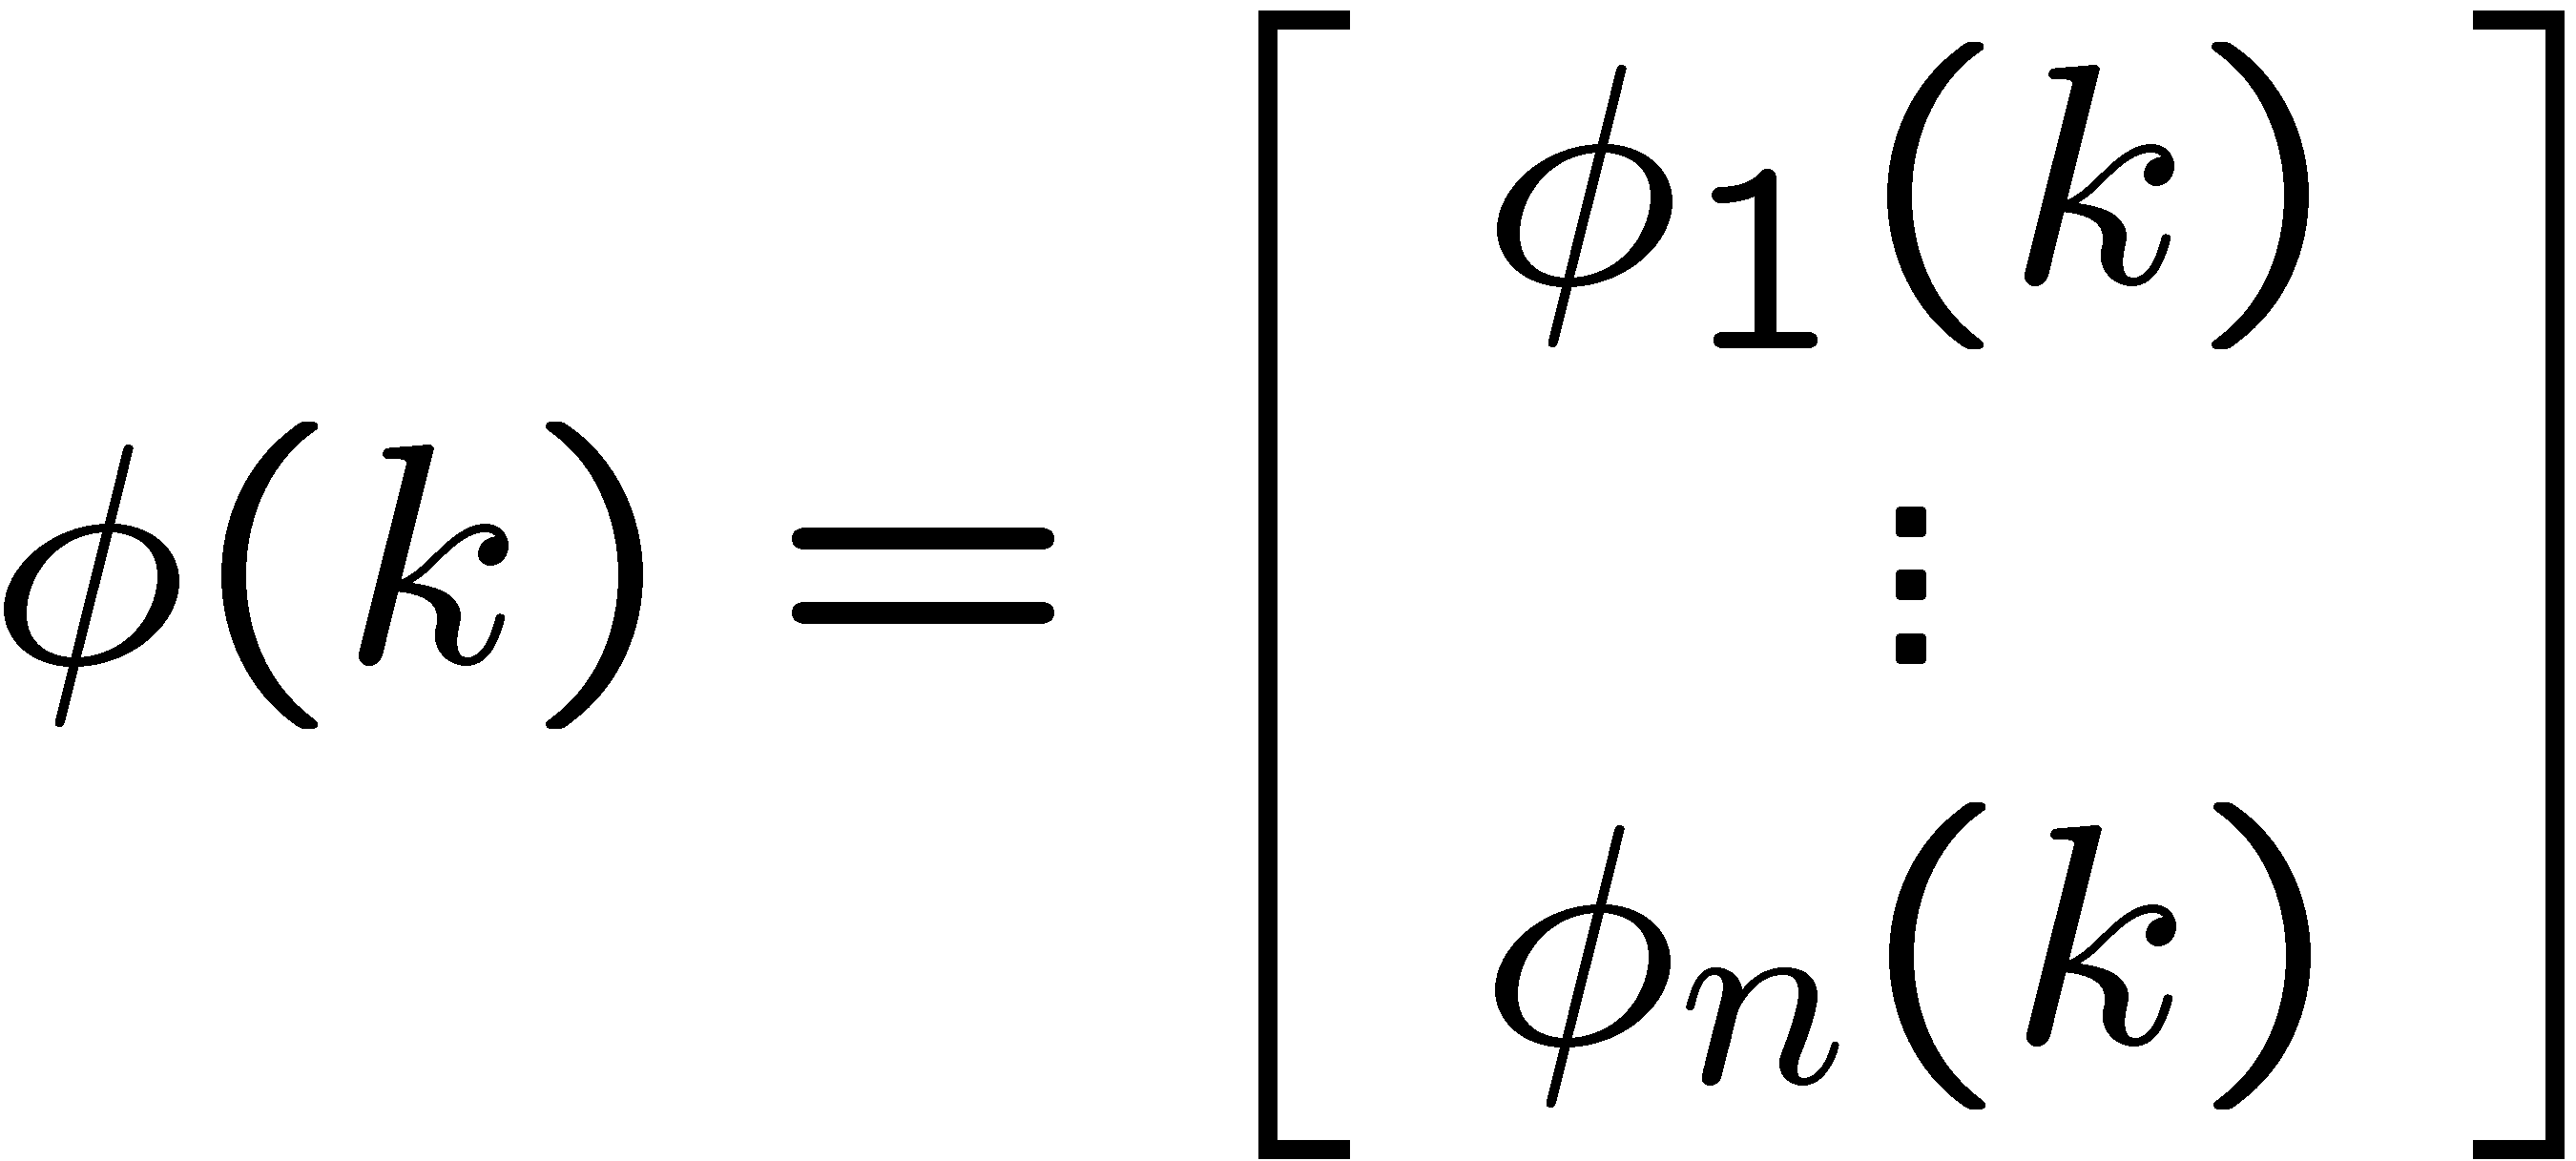 ϕ(k) = [ ϕ₁(k)
⋮
ϕₙ(k) ]